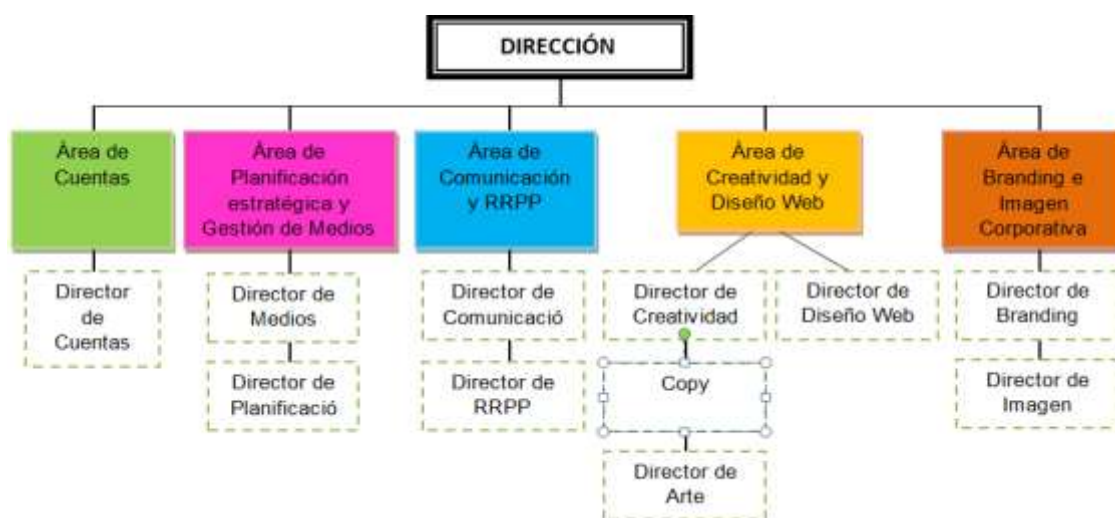 DIRECCIÓN
Área de
Cuentas
Área de
Planificación
estratégica y
Gestión de Medios
Área de
Comunicación
y RRPP
Área de
Creatividad y
Diseño Web
Área de
Branding e
Imagen
Corporativa
Director
de
Cuentas
Director de
Medios
Director de
Planificació
Director de
Comunicació
Director de
RRPP
Director de
Creatividad
Director de
Diseño Web
Copy
Director de
Arte
Director de
Branding
Director de
Imagen